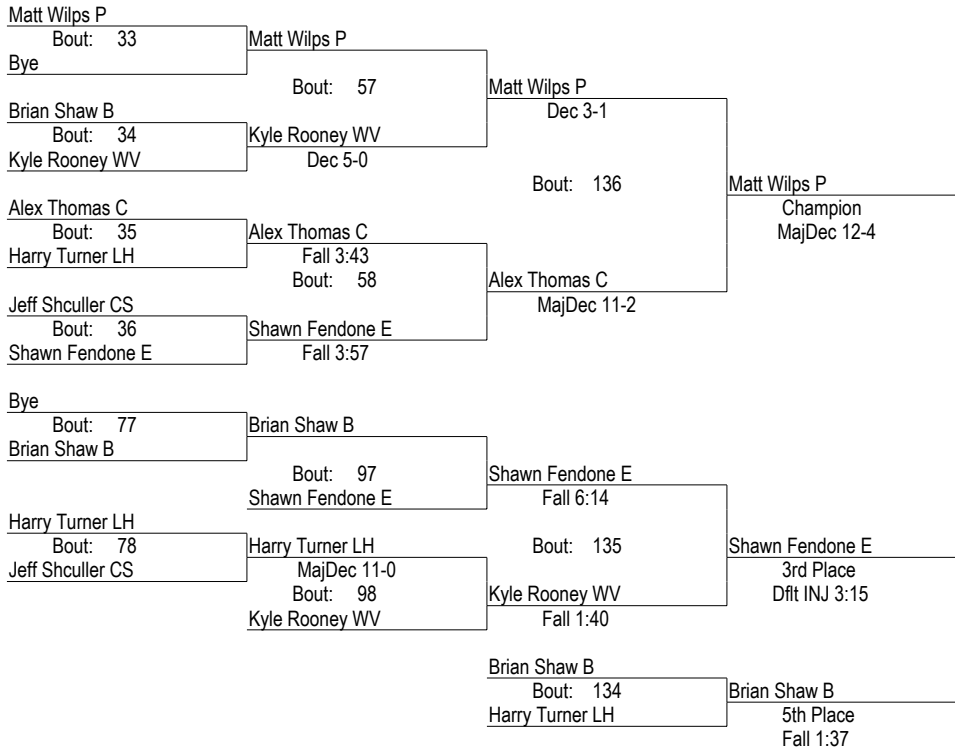 Matt Wilps P
Bout: 33
Matt Wilps P
Bye
Bout: 57
Matt Wilps P
Dec 3-1
Brian Shaw B
Bout: 34
Kyle Rooney WV
Kyle Rooney WV
Dec 5-0
Bout: 136
Matt Wilps P
Champion
MajDec 12-4
Alex Thomas C
Bout: 35
Alex Thomas C
Harry Turner LH
Fall 3:43
Bout: 58
Alex Thomas C
MajDec 11-2
Jeff Shculler CS
Bout: 36
Shawn Fendone E
Shawn Fendone E
Fall 3:57
Bye
Bout: 77
Brian Shaw B
Brian Shaw B
Bout: 97
Shawn Fendone E
Shawn Fendone E
Fall 6:14
Harry Turner LH
Bout: 78
Harry Turner LH
Jeff Shculler CS
MajDec 11-0
Bout: 135
Shawn Fendone E
3rd Place
Dflt INJ 3:15
Bout: 98
Kyle Rooney WV
Kyle Rooney WV
Fall 1:40
Brian Shaw B
Bout: 134
Brian Shaw B
Harry Turner LH
5th Place
Fall 1:37